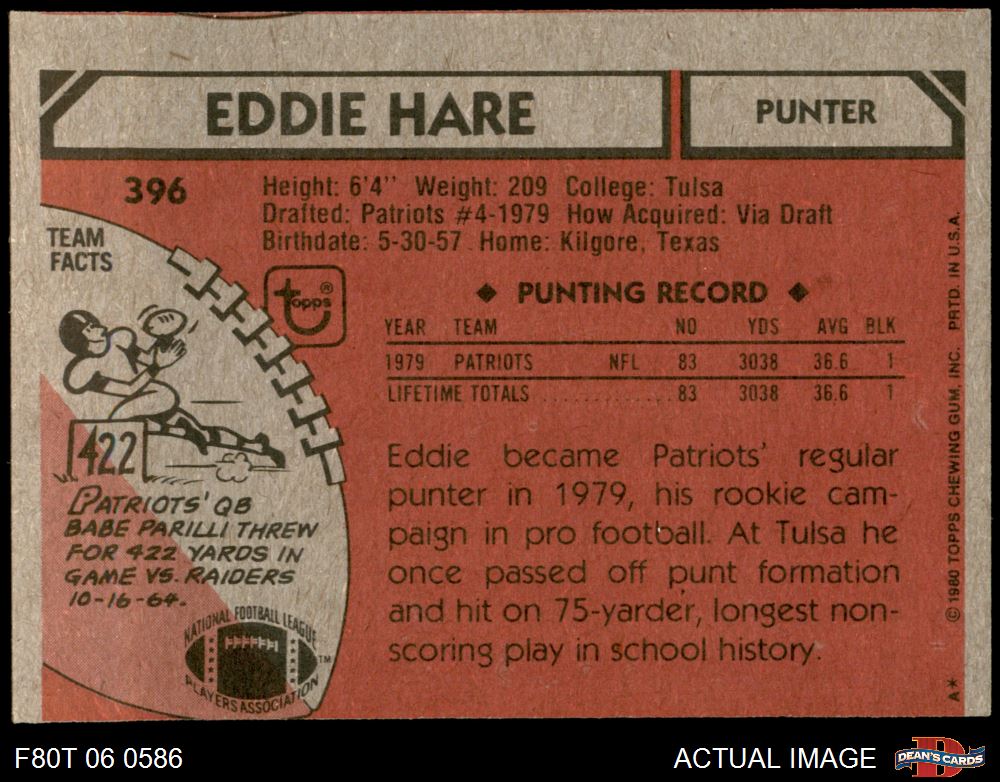 EDDIE HARE
PUNTER
396
Height: 6'4" Weight: 209 College: Tulsa
Drafted: Patriots #4-1979 How Acquired: Via Draft
Birthdate: 5-30-57 Home: Kilgore, Texas
TEAM
FACTS
topps®
◆ PUNTING RECORD ◆
YEAR TEAM NO YDS AVG BLK
1979 PATRIOTS NFL 83 3038 36.6 1
LIFETIME TOTALS ............. 83 3038 36.6 1
422
PATRIOTS' QB
BABE PARILLI THREW
FOR 422 YARDS IN
GAME VS. RAIDERS
10-16-64.
Eddie became Patriots' regular
punter in 1979, his rookie cam-
paign in pro football. At Tulsa he
once passed off punt formation
and hit on 75-yarder, longest non-
scoring play in school history.
NATIONAL FOOTBALL LEAGUE
PLAYERS ASSOCIATION
TM
©1980 TOPPS CHEWING GUM, INC. PRTD. IN U.S.A.
A*
F80T 06 0586
ACTUAL IMAGE
D
DEAN'S CARDS